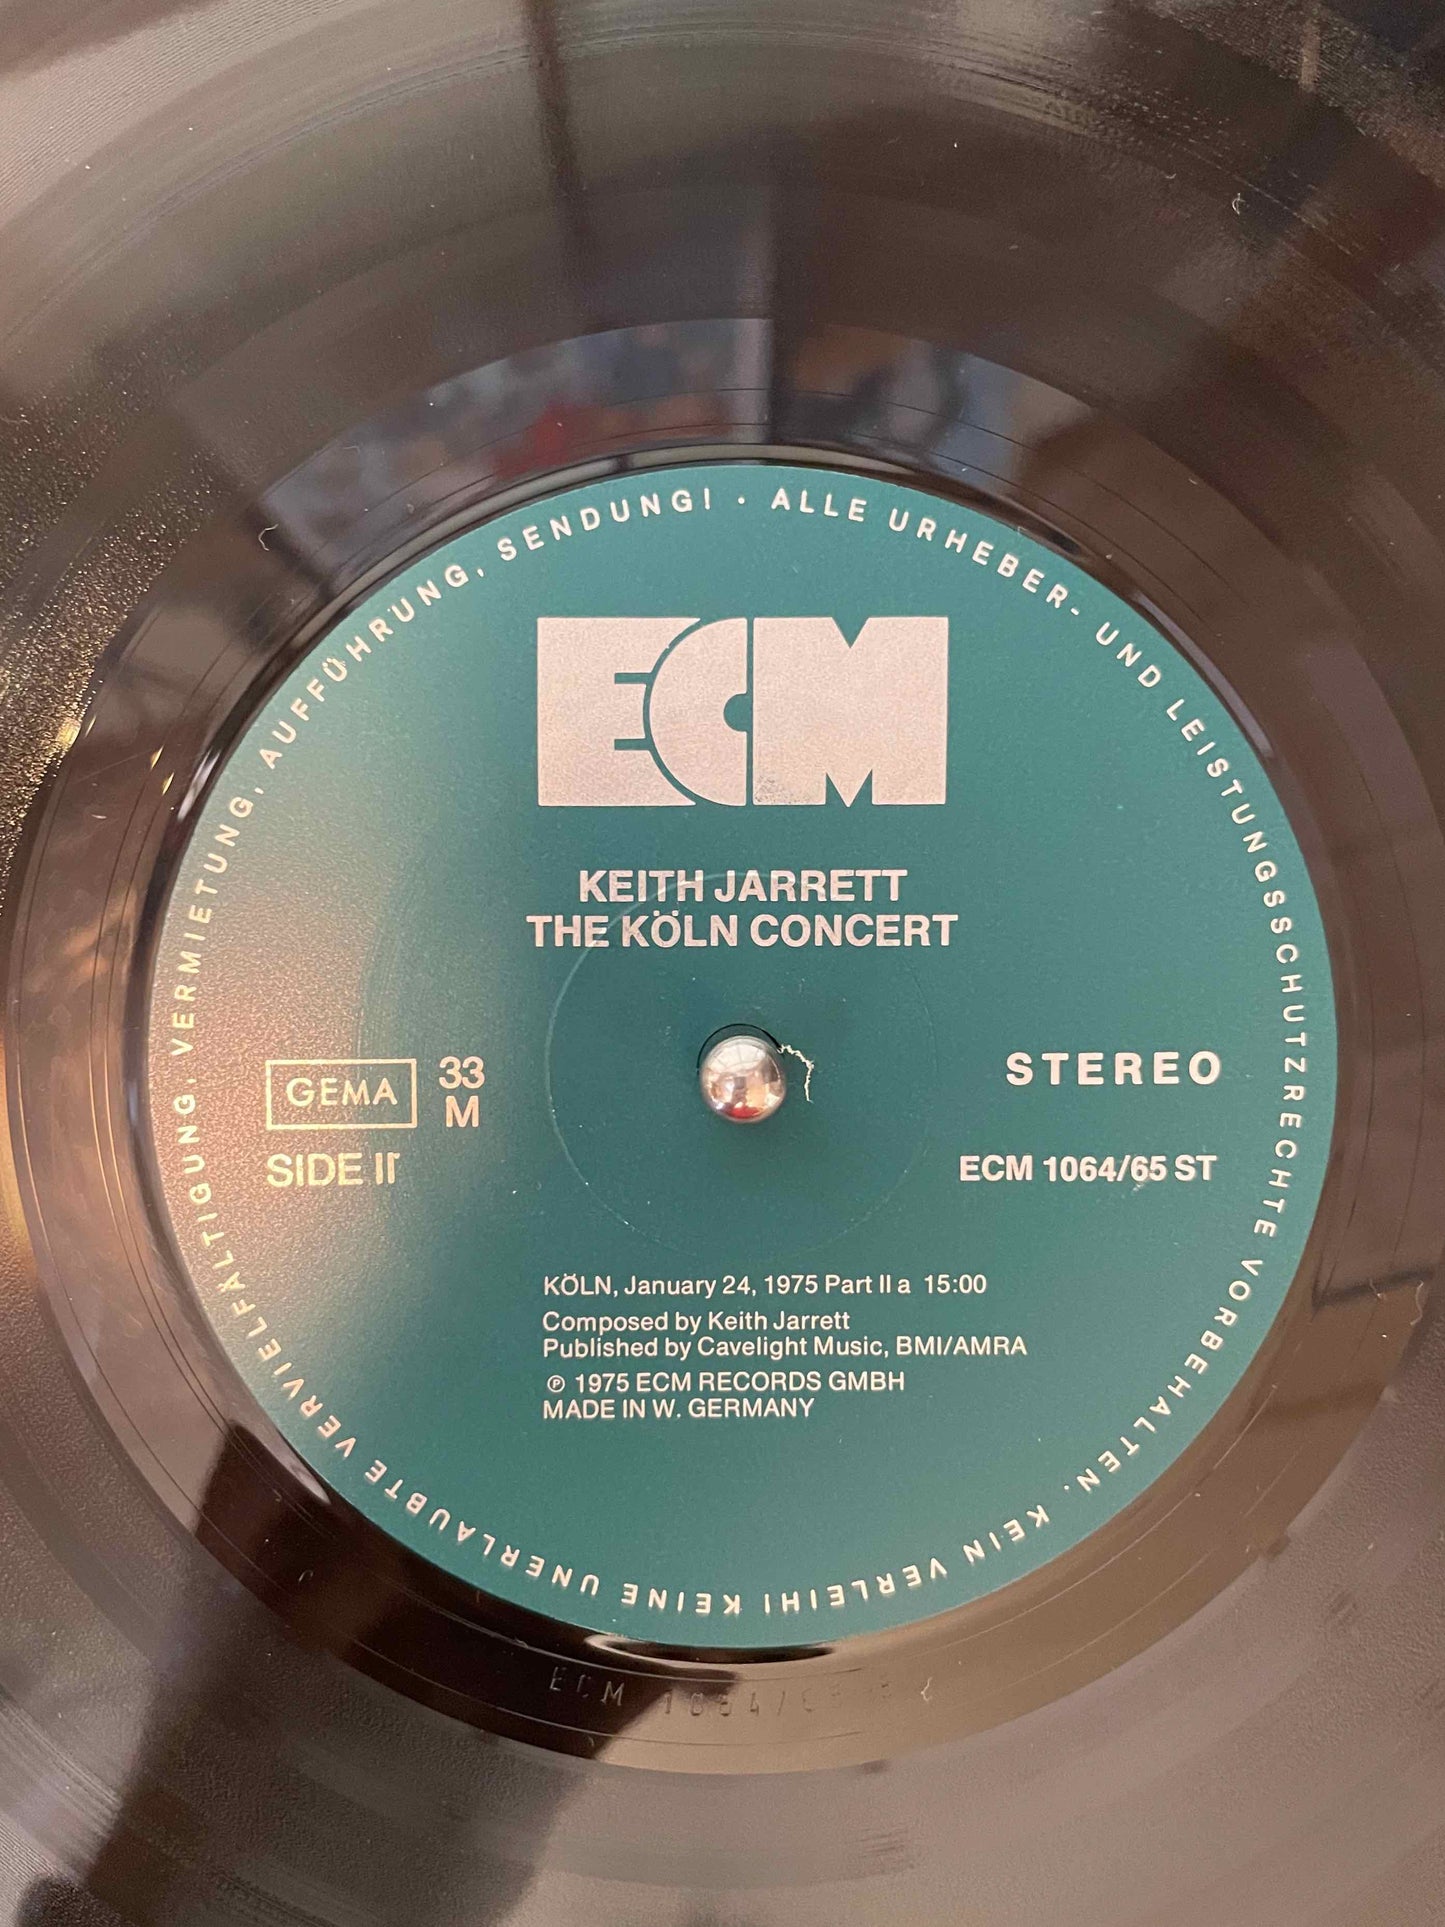 ALLE URHEBER- UND LEISTUNGSSCHUTZRECHTE VORBEHALTEN. KEIN VERLEIH! KEINE UNERLAUBTE VERVIELFÄLTIGUNG, VERMIETUNG, AUFFÜHRUNG, SENDUNG! •
ECM
KEITH JARRETT
THE KÖLN CONCERT
GEMA
33
M
SIDE II
STEREO
ECM 1064/65 ST
KÖLN, January 24, 1975 Part II a 15:00
Composed by Keith Jarrett
Published by Cavelight Music, BMI/AMRA
℗ 1975 ECM RECORDS GMBH
MADE IN W. GERMANY
ECM